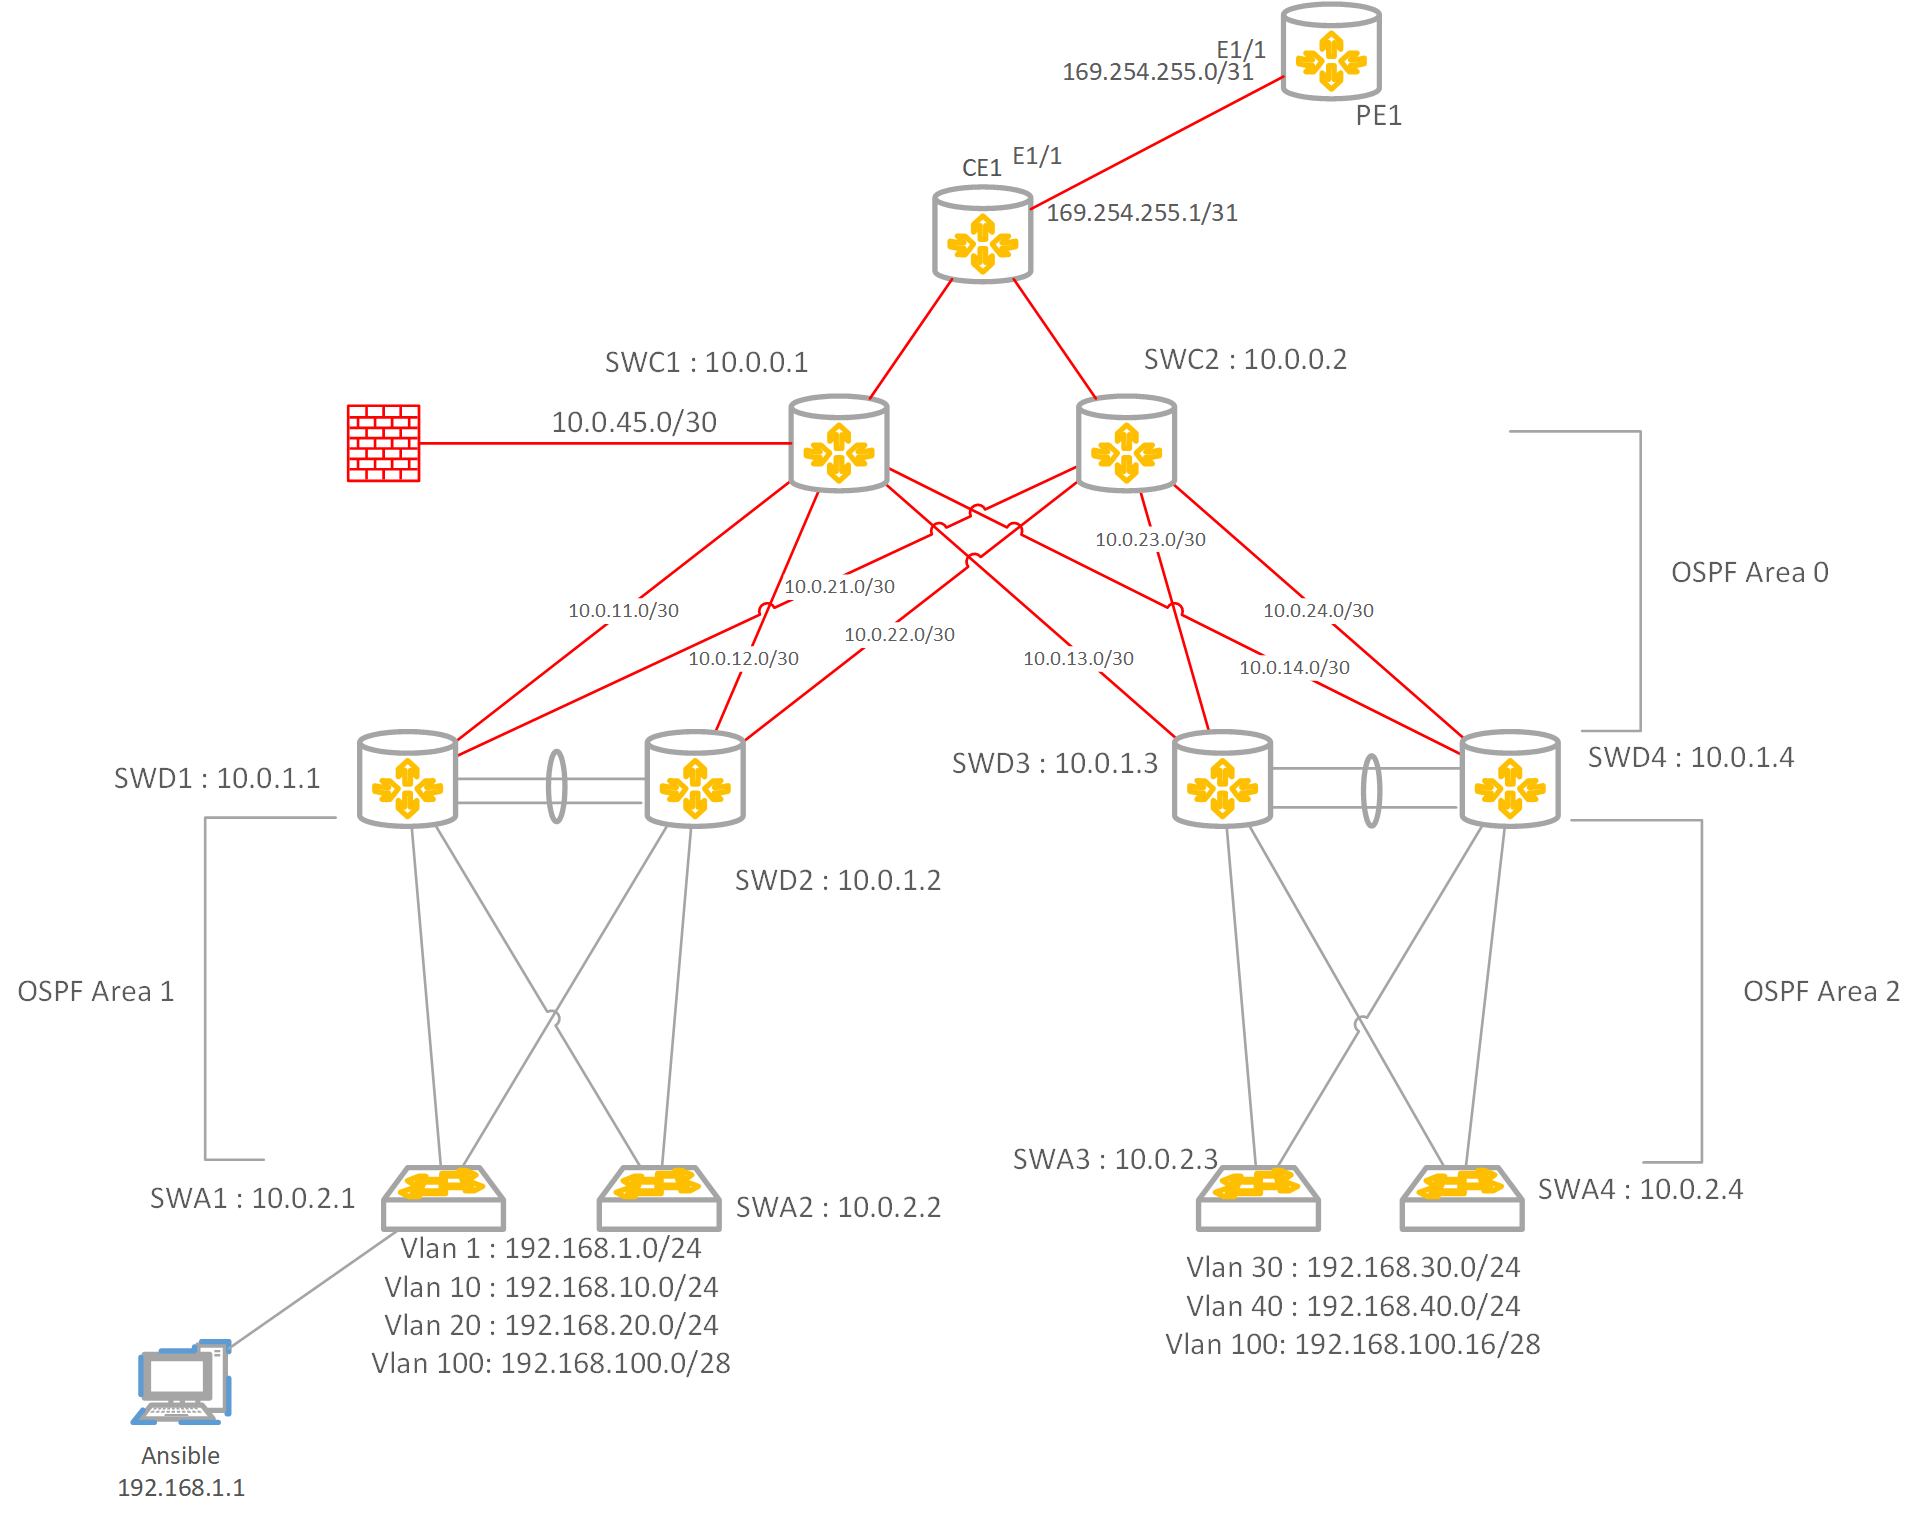 E1/1
169.254.255.0/31
PE1
E1/1
CE1
169.254.255.1/31
SWC1 : 10.0.0.1
SWC2 : 10.0.0.2
10.0.45.0/30
10.0.23.0/30
OSPF Area 0
10.0.21.0/30
10.0.11.0/30
10.0.24.0/30
10.0.22.0/30
10.0.12.0/30
10.0.13.0/30
10.0.14.0/30
SWD1 : 10.0.1.1
SWD3 : 10.0.1.3
SWD4 : 10.0.1.4
SWD2 : 10.0.1.2
OSPF Area 1
OSPF Area 2
SWA1 : 10.0.2.1
SWA2 : 10.0.2.2
SWA3 : 10.0.2.3
SWA4 : 10.0.2.4
Vlan 1 : 192.168.1.0/24
Vlan 10 : 192.168.10.0/24
Vlan 20 : 192.168.20.0/24
Vlan 100: 192.168.100.0/28
Vlan 30 : 192.168.30.0/24
Vlan 40 : 192.168.40.0/24
Vlan 100: 192.168.100.16/28
Ansible
192.168.1.1